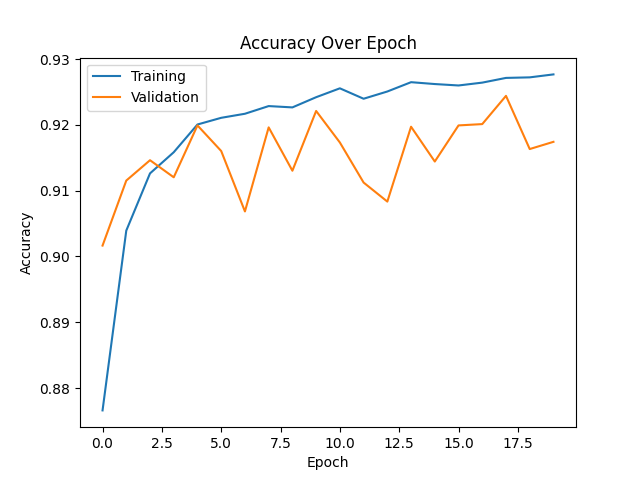 Accuracy Over Epoch
Training
Validation
0.93
0.92
0.91
0.90
0.89
0.88
Accuracy
0.0 2.5 5.0 7.5 10.0 12.5 15.0 17.5
Epoch